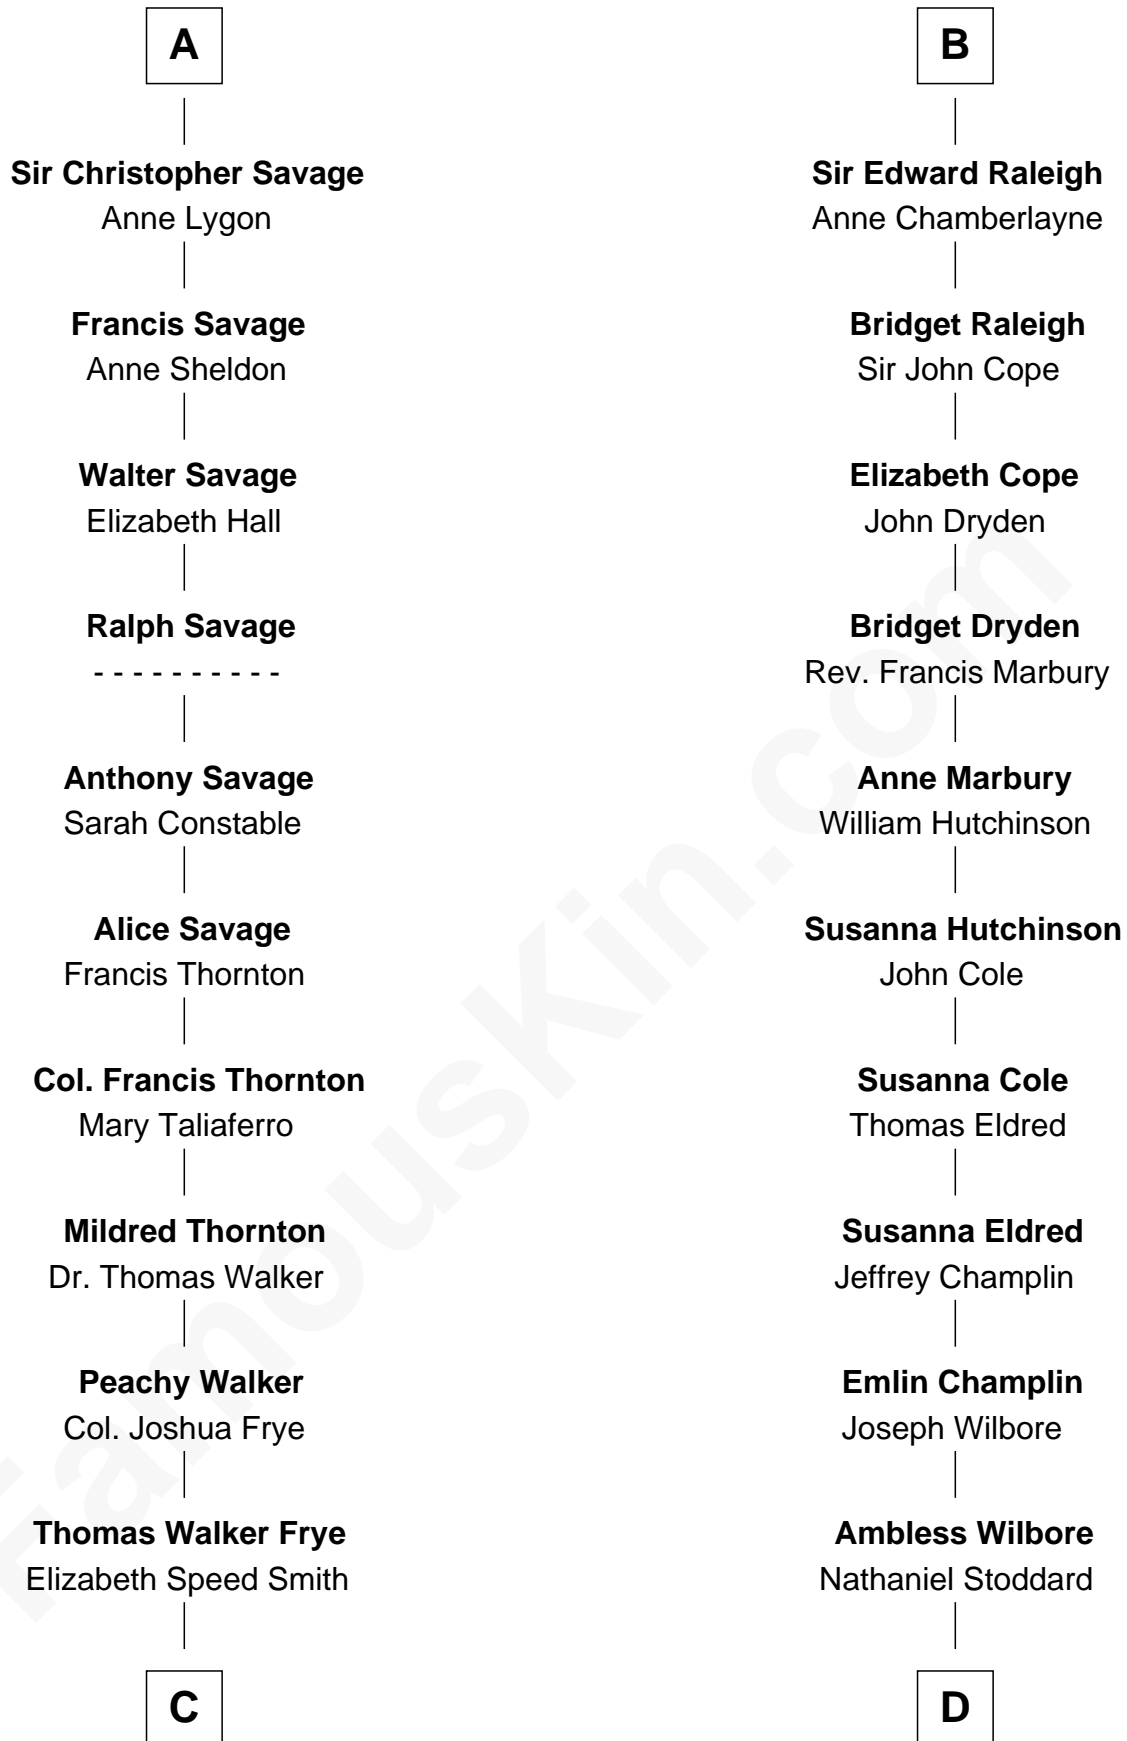 A
Sir Christopher Savage
Anne Lygon
Francis Savage
Anne Sheldon
Walter Savage
Elizabeth Hall
Ralph Savage
- - - - - - - - - -
Anthony Savage
Sarah Constable
Alice Savage
Francis Thornton
Col. Francis Thornton
Mary Taliaferro
Mildred Thornton
Dr. Thomas Walker
Peachy Walker
Col. Joshua Frye
Thomas Walker Frye
Elizabeth Speed Smith
C
B
Sir Edward Raleigh
Anne Chamberlayne
Bridget Raleigh
Sir John Cope
Elizabeth Cope
John Dryden
Bridget Dryden
Rev. Francis Marbury
Anne Marbury
William Hutchinson
Susanna Hutchinson
John Cole
Susanna Cole
Thomas Eldred
Susanna Eldred
Jeffrey Champlin
Emlin Champlin
Joseph Wilbore
Ambless Wilbore
Nathaniel Stoddard
D
FamousKin.com